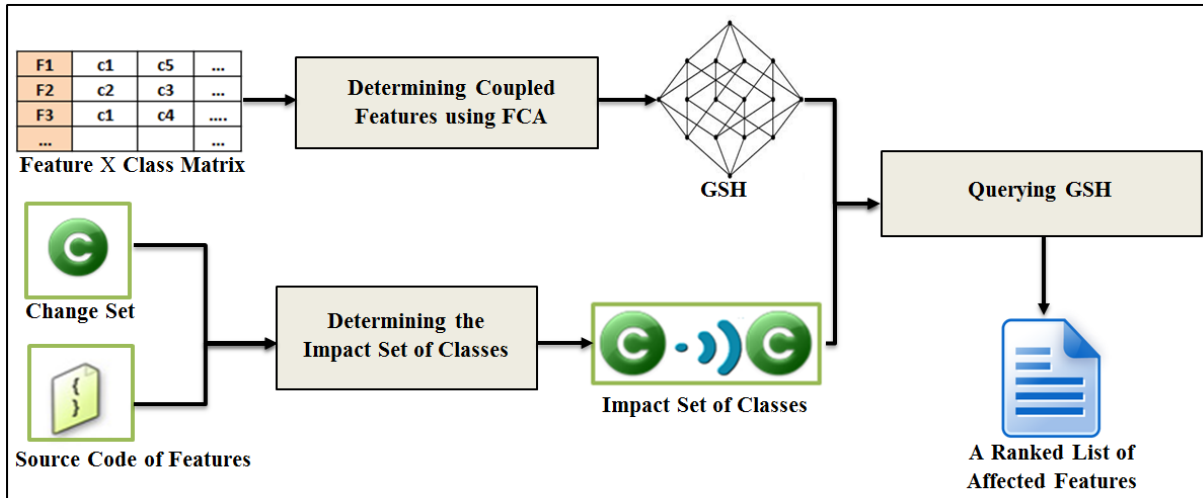 F1 c1 c5 ...
F2 c2 c3 ...
F3 c1 c4 ....
... ...
Feature X Class Matrix
Determining Coupled
Features using FCA
GSH
Querying GSH
C
Change Set
{ }
Source Code of Features
Determining the
Impact Set of Classes
C C
Impact Set of Classes
A Ranked List of
Affected Features